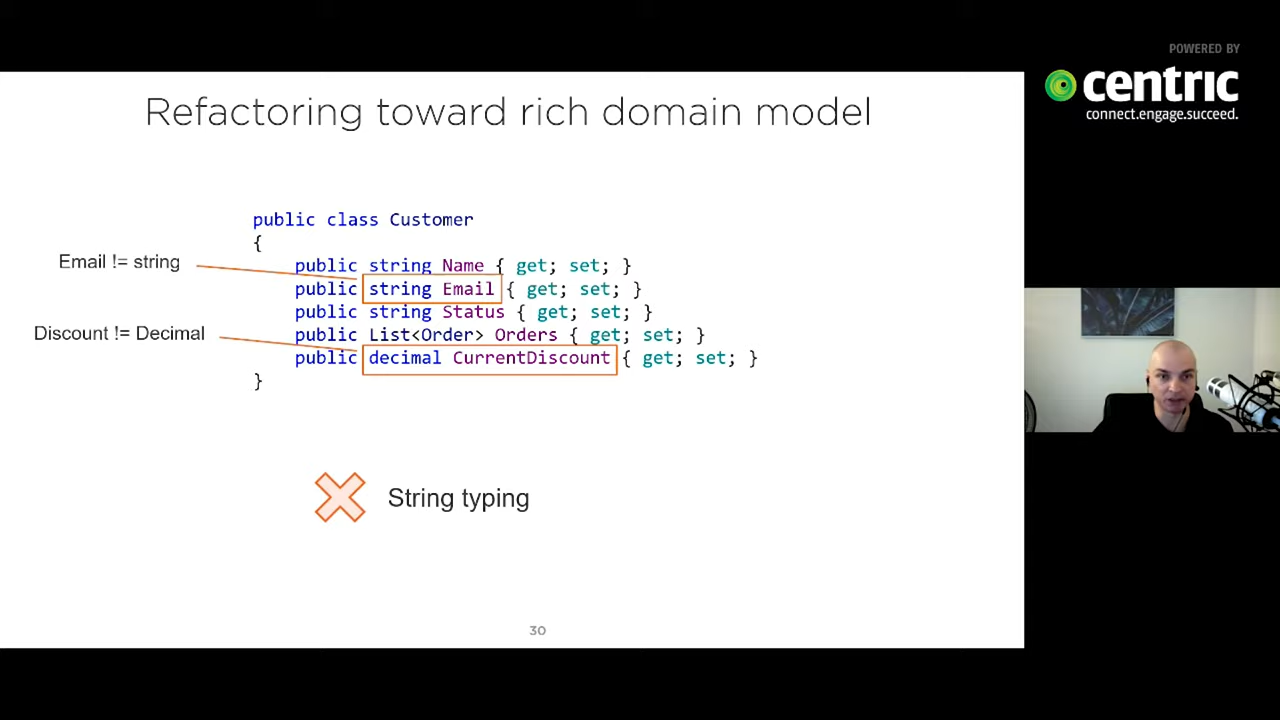 POWERED BY
centric
connect.engage.succeed.
Refactoring toward rich domain model
public class Customer
{
Email != string
public string Name { get; set; }
public string Email { get; set; }
public string Status { get; set; }
Discount != Decimal
public List<Order> Orders { get; set; }
public decimal CurrentDiscount { get; set; }
}
String typing
30